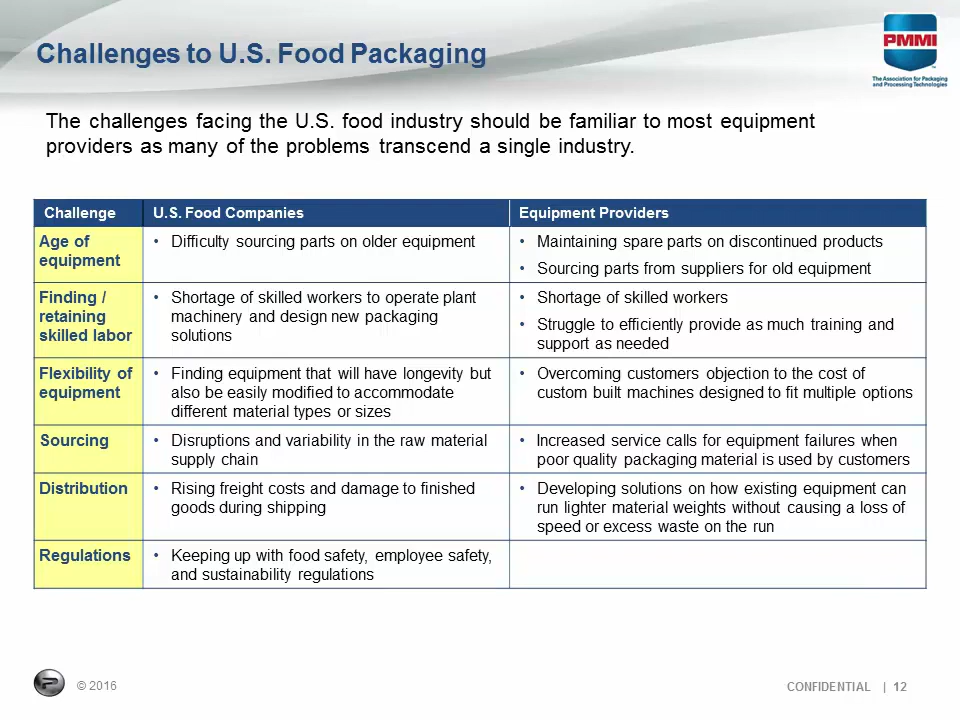 Challenges to U.S. Food Packaging
PMMI
The Association for Packaging
and Processing Technologies
The challenges facing the U.S. food industry should be familiar to most equipment
providers as many of the problems transcend a single industry.
Challenge
U.S. Food Companies
Equipment Providers
Age of
equipment
• Difficulty sourcing parts on older equipment
• Maintaining spare parts on discontinued products
• Sourcing parts from suppliers for old equipment
Finding /
retaining
skilled labor
• Shortage of skilled workers to operate plant
machinery and design new packaging
solutions
• Shortage of skilled workers
• Struggle to efficiently provide as much training and
support as needed
Flexibility of
equipment
• Finding equipment that will have longevity but
also be easily modified to accommodate
different material types or sizes
• Overcoming customers objection to the cost of
custom built machines designed to fit multiple options
Sourcing
• Disruptions and variability in the raw material
supply chain
• Increased service calls for equipment failures when
poor quality packaging material is used by customers
Distribution
• Rising freight costs and damage to finished
goods during shipping
• Developing solutions on how existing equipment can
run lighter material weights without causing a loss of
speed or excess waste on the run
Regulations
• Keeping up with food safety, employee safety,
and sustainability regulations
P
© 2016
CONFIDENTIAL | 12